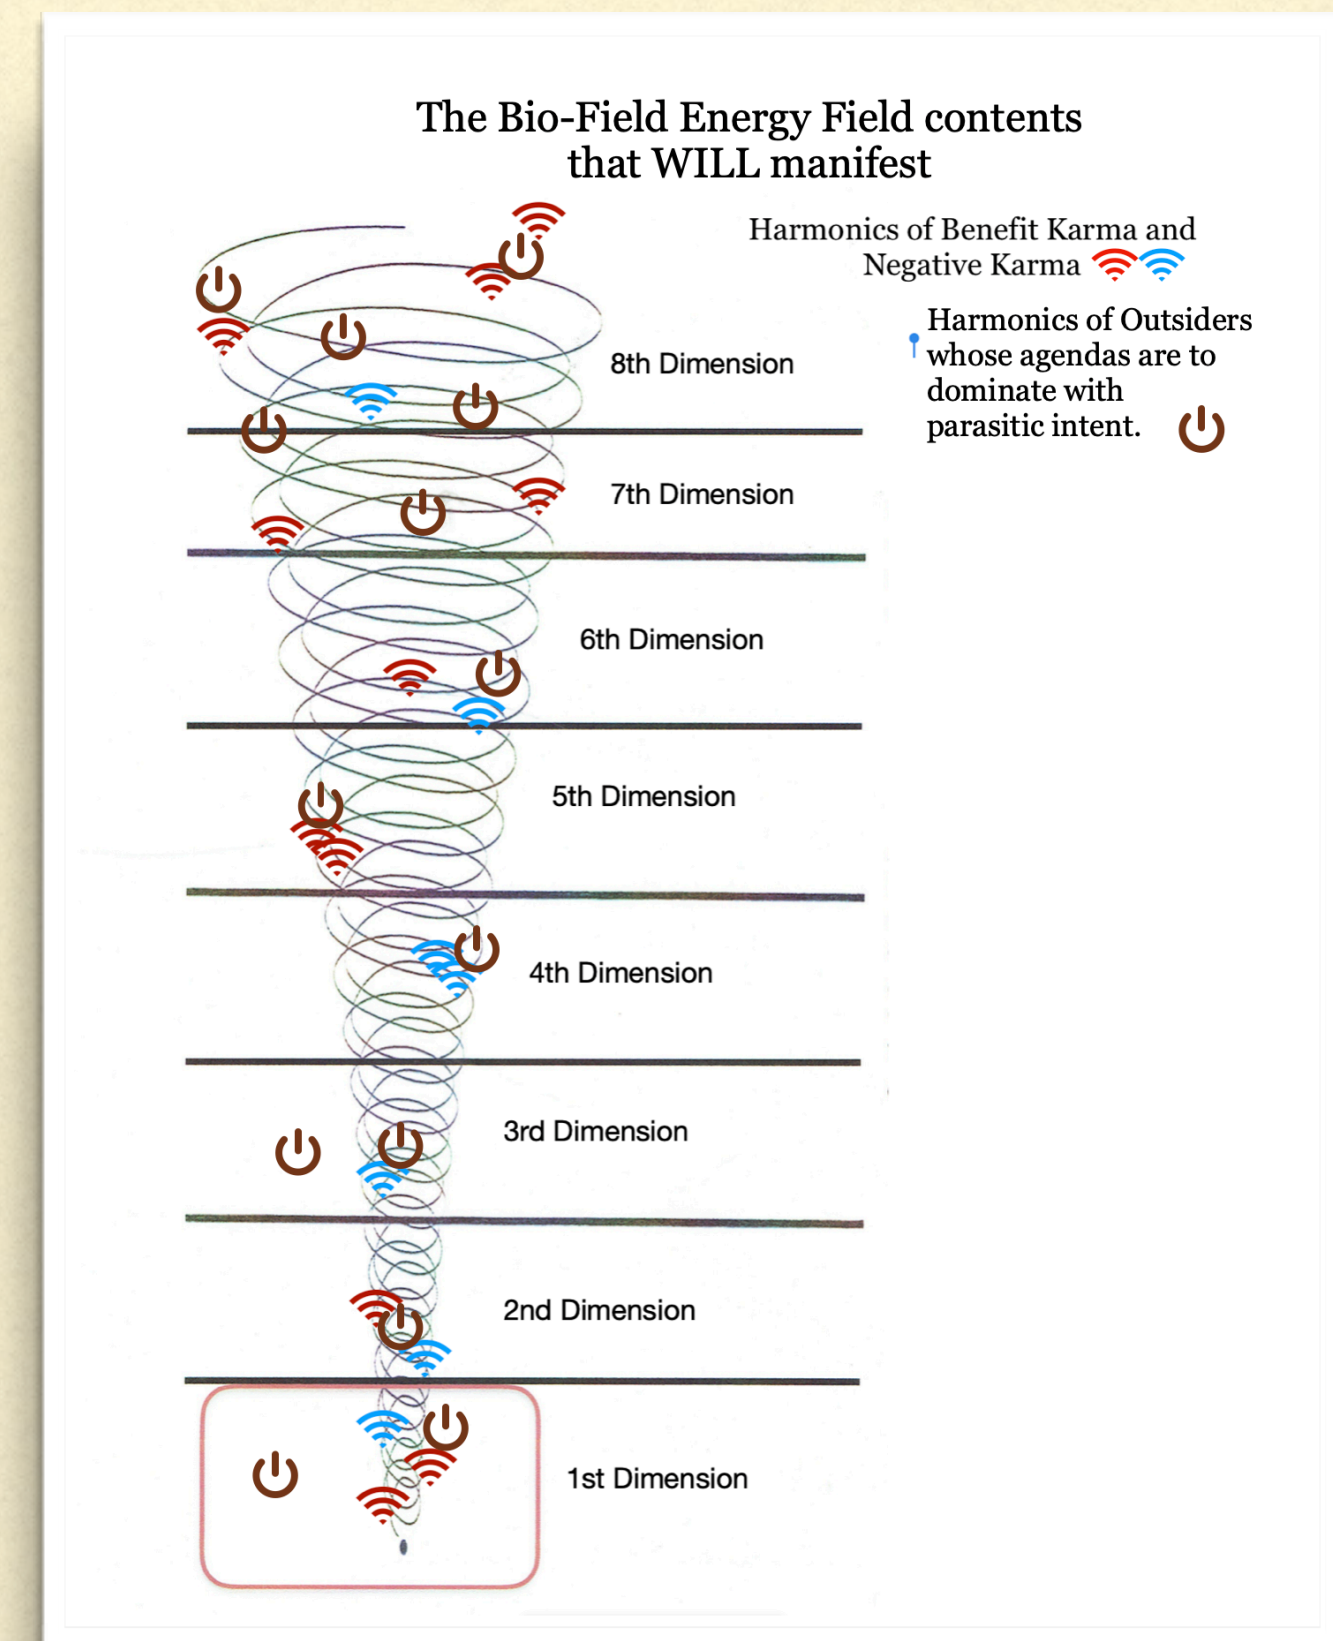 The Bio-Field Energy Field contents
that WILL manifest
Harmonics of Benefit Karma and
Negative Karma
Harmonics of Outsiders
whose agendas are to
dominate with
parasitic intent.
8th Dimension
7th Dimension
6th Dimension
5th Dimension
4th Dimension
3rd Dimension
2nd Dimension
1st Dimension